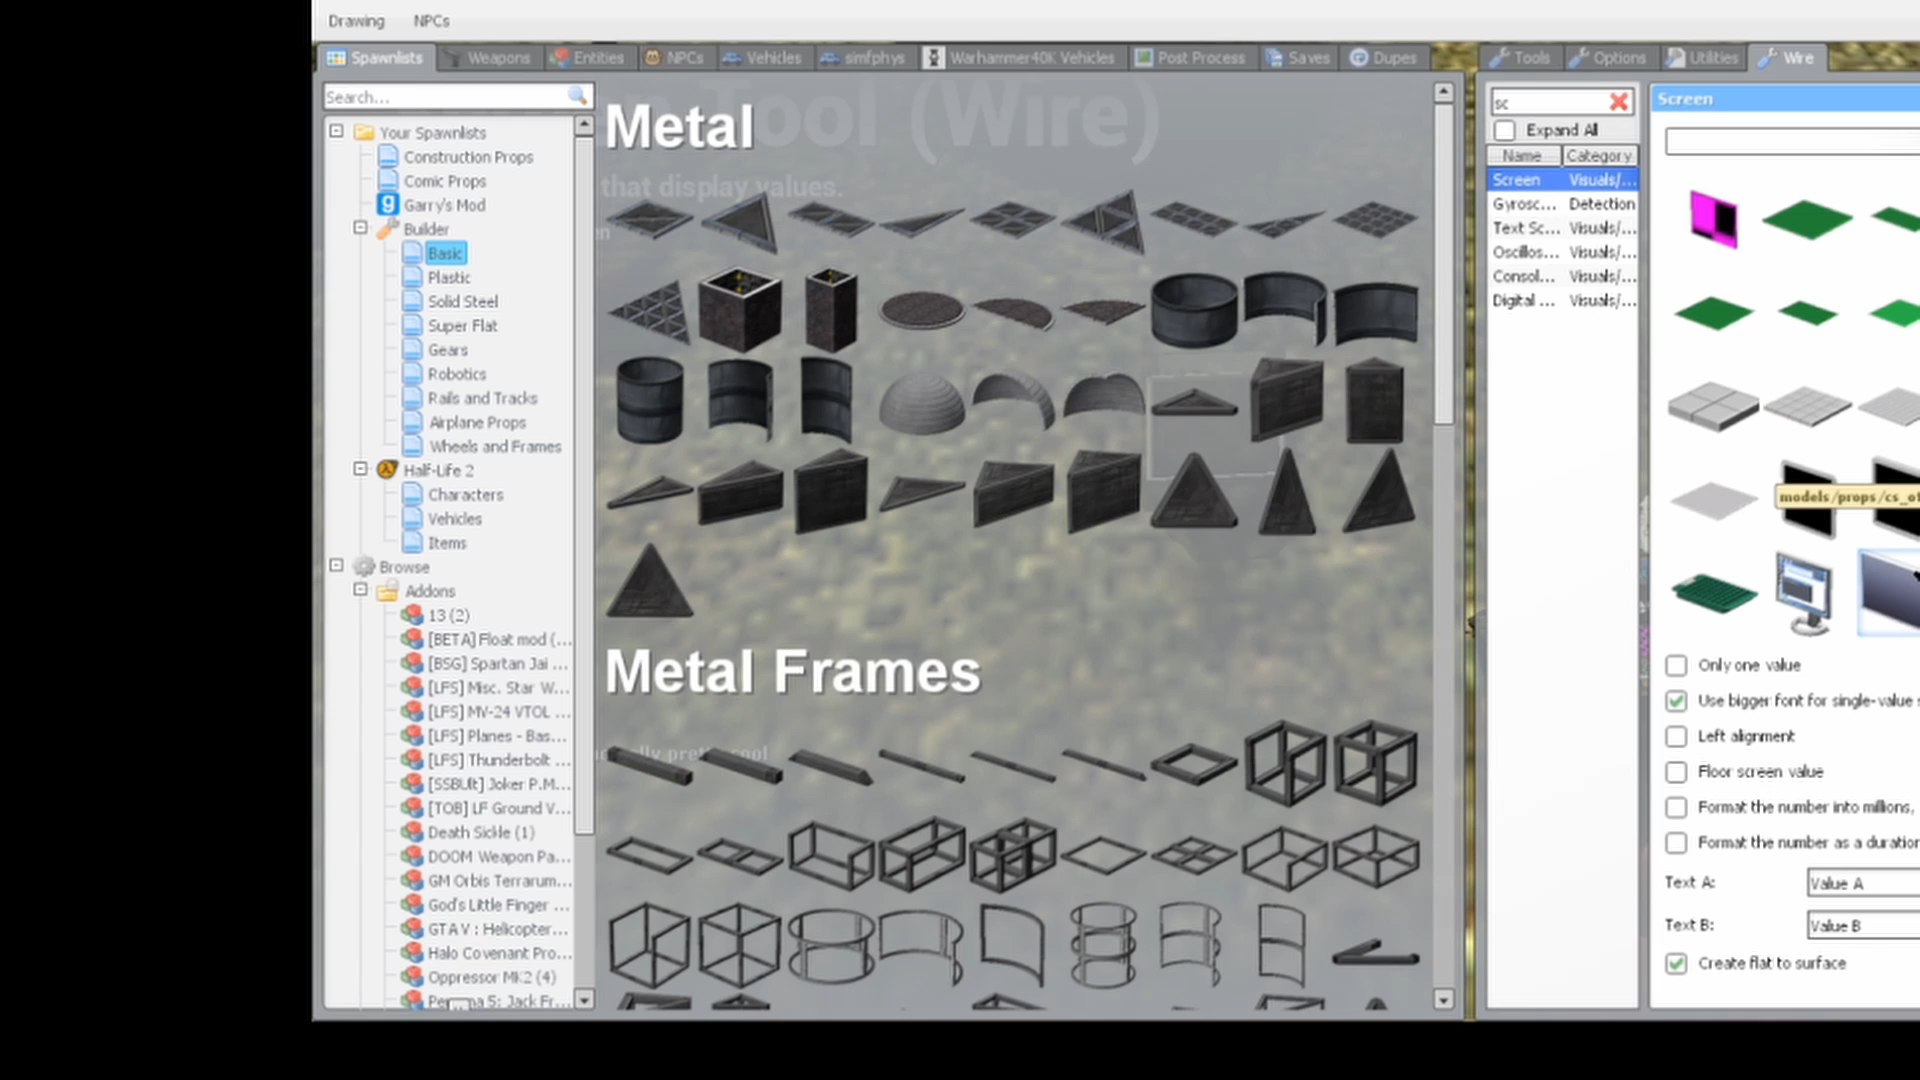 Drawing NPCs
Spawnlists Weapons Entities NPCs Vehicles simfphys Warhammer40K Vehicles Post Process Saves Dupes
Tools Options Utilities Wire
Search...
Your Spawnlists
Construction Props
Comic Props
Garry's Mod
Builder
Basic
Plastic
Solid Steel
Super Flat
Gears
Robotics
Rails and Tracks
Airplane Props
Wheels and Frames
Half-Life 2
Characters
Vehicles
Items
Browse
Addons
13 (2)
[BETA] Float mod (...
[BSG] Spartan Jai ...
[LFS] Misc. Star W...
[LFS] MV-24 VTOL ...
[LFS] Planes - Bas...
[LFS] Thunderbolt ...
[SSBUlt] Joker P.M...
[TOB] LF Ground V...
Death Sickle (1)
DOOM Weapon Pa...
GM Orbis Terrarum...
God's Little Finger ...
GTA V : Helicopter...
Halo Covenant Pro...
Oppressor MK2 (4)
5: Jack Fr...
Metal
Tool (Wire)
that display values.
Metal Frames
sc
Expand All
Name Category
Screen Visuals/...
Gyrosc... Detection
Text Sc... Visuals/...
Oscillos... Visuals/...
Consol... Visuals/...
Digital ... Visuals/...
Screen
models/props/cs_of
Only one value
Use bigger font for single-value s
Left alignment
Floor screen value
Format the number into millions,
Format the number as a duration
Text A: Value A
Text B: Value B
Create flat to surface